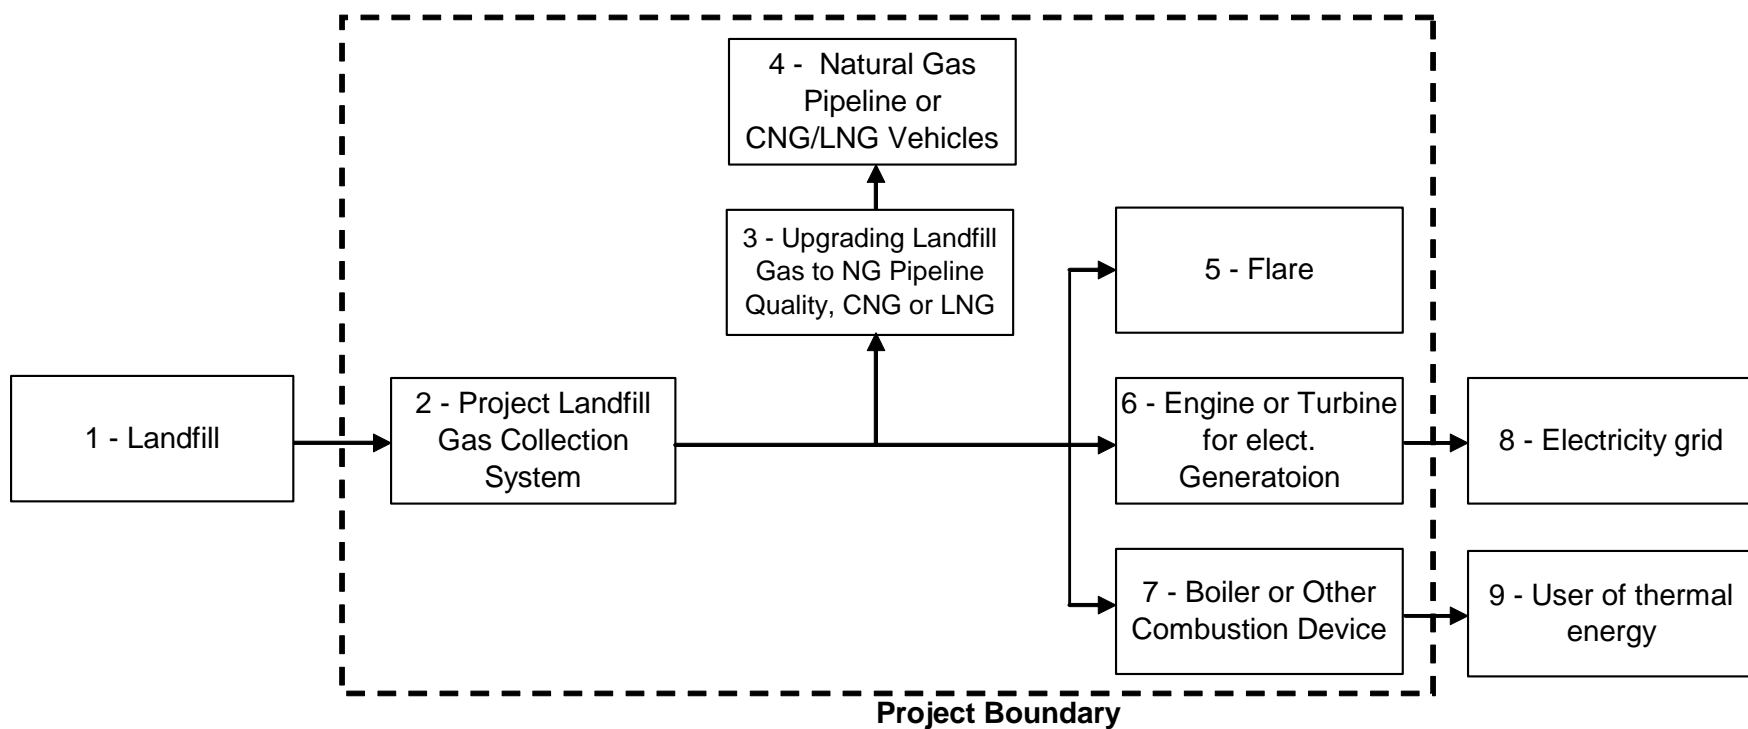 4 - Natural Gas
Pipeline or
CNG/LNG Vehicles
3 - Upgrading Landfill
Gas to NG Pipeline
Quality, CNG or LNG
5 - Flare
1 - Landfill
2 - Project Landfill
Gas Collection
System
6 - Engine or Turbine
for elect.
Generatoion
8 - Electricity grid
7 - Boiler or Other
Combustion Device
9 - User of thermal
energy
Project Boundary